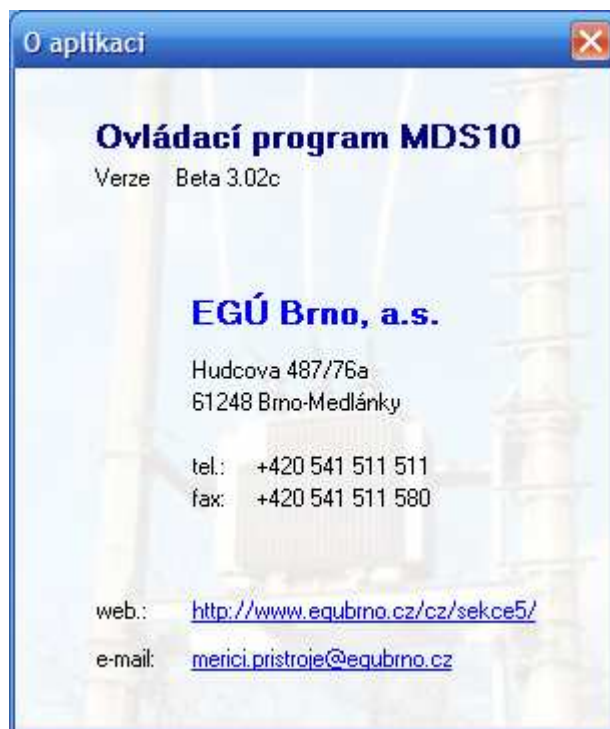 O aplikaci
Ovládací program MDS10
Verze Beta 3.02c
EGÚ Brno, a.s.
Hudcova 487/76a
61248 Brno-Medlánky
tel.: +420 541 511 511
fax: +420 541 511 580
web.: http://www.egubrno.cz/cz/sekce5/
e-mail: merici.pristroje@egubrno.cz